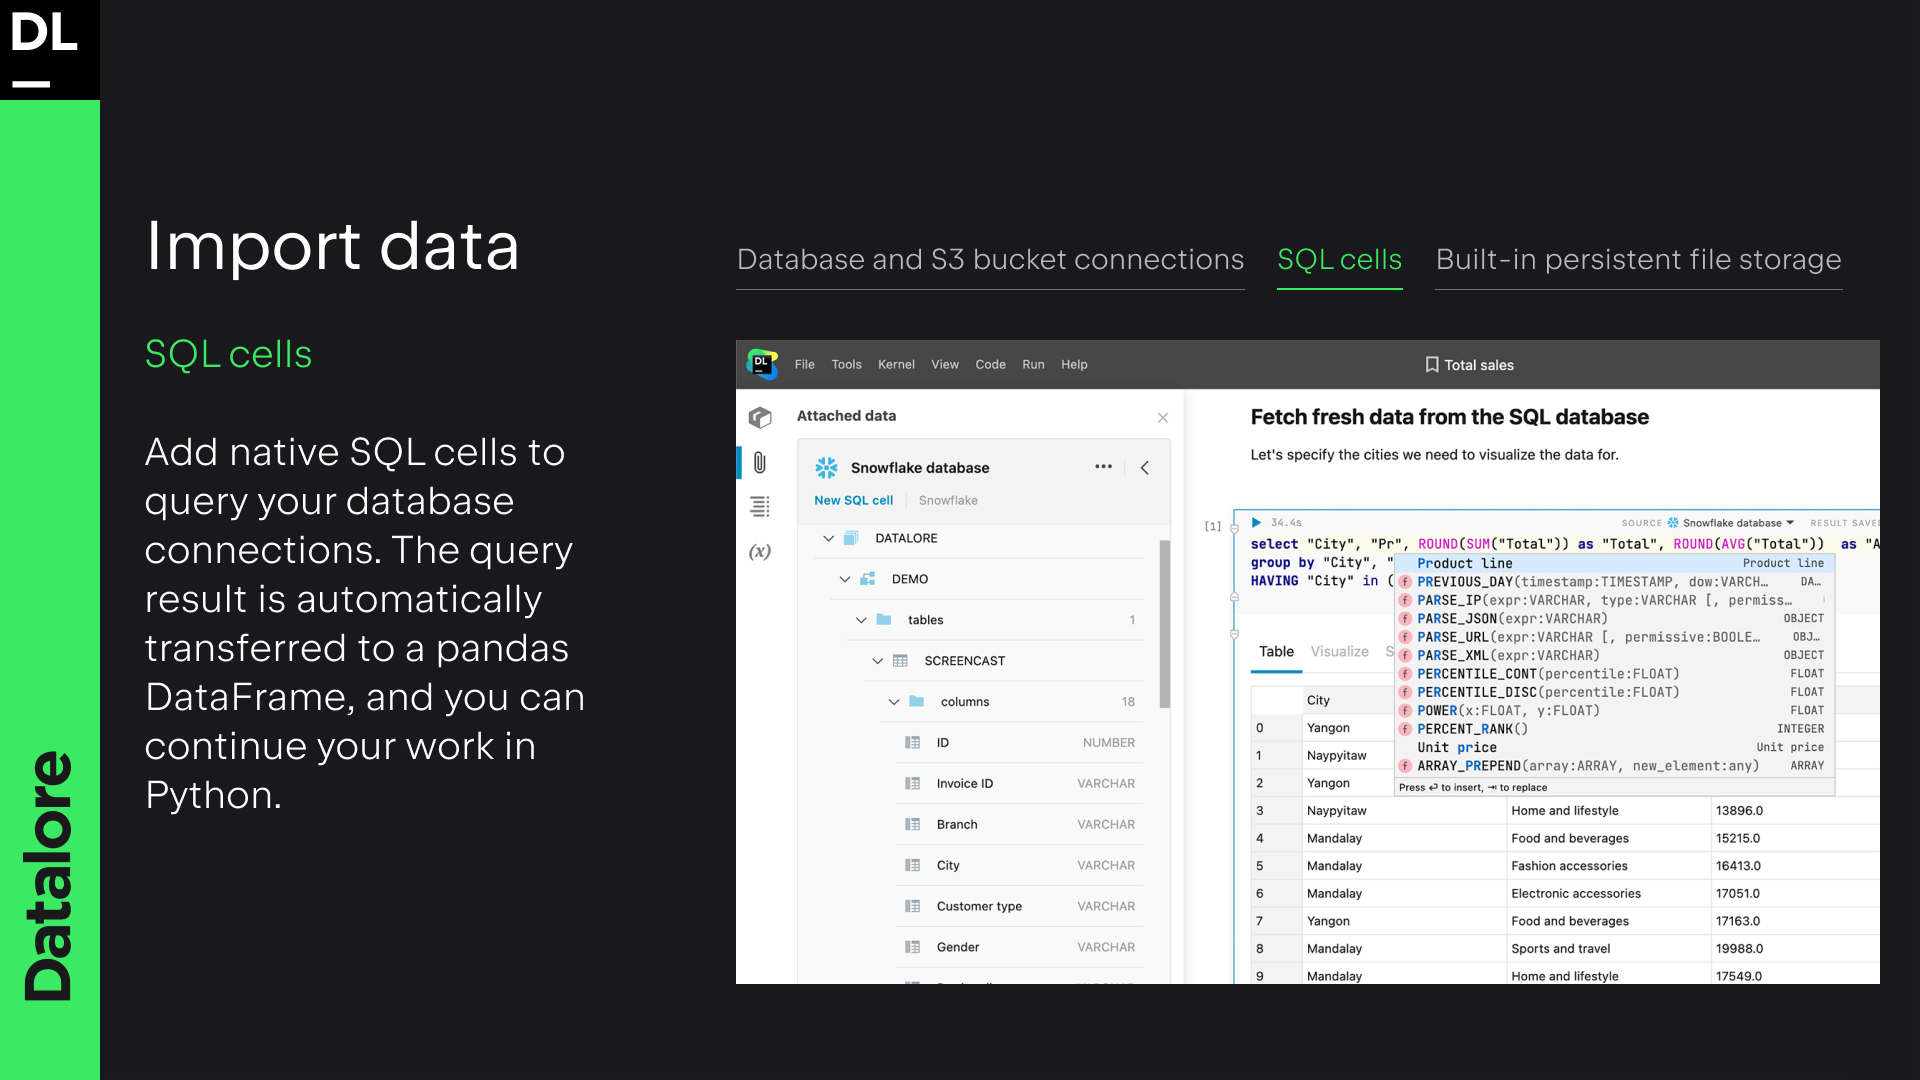 DL
Datalore
Import data
SQL cells
Add native SQL cells to
query your database
connections. The query
result is automatically
transferred to a pandas
DataFrame, and you can
continue your work in
Python.
Database and S3 bucket connections
SQL cells
Built-in persistent file storage
DL
File Tools Kernel View Code Run Help
Total sales
Attached data
Snowflake database
New SQL cell Snowflake
DATALORE
DEMO
tables 1
SCREENCAST
columns 18
ID NUMBER
Invoice ID VARCHAR
Branch VARCHAR
City VARCHAR
Customer type VARCHAR
Gender VARCHAR
(x)
Fetch fresh data from the SQL database
Let's specify the cities we need to visualize the data for.
[1] 34.4s SOURCE Snowflake database RESULT SAVED
select "City", "Pr", ROUND(SUM("Total")) as "Total", ROUND(AVG("Total")) as "A
group by "City", "
HAVING "City" in (
Product line Product line
f PREVIOUS_DAY(timestamp:TIMESTAMP, dow:VARCH… DA…
f PARSE_IP(expr:VARCHAR, type:VARCHAR [, permiss…
f PARSE_JSON(expr:VARCHAR) OBJECT
f PARSE_URL(expr:VARCHAR [, permissive:BOOLE… OBJ…
f PARSE_XML(expr:VARCHAR) OBJECT
f PERCENTILE_CONT(percentile:FLOAT) FLOAT
f PERCENTILE_DISC(percentile:FLOAT) FLOAT
f POWER(x:FLOAT, y:FLOAT) FLOAT
f PERCENT_RANK() INTEGER
Unit price Unit price
f ARRAY_PREPEND(array:ARRAY, new_element:any) ARRAY
Press ⏎ to insert, ⇥ to replace
Table Visualize S
City
0 Yangon
1 Naypyitaw
2 Yangon
3 Naypyitaw Home and lifestyle 13896.0
4 Mandalay Food and beverages 15215.0
5 Mandalay Fashion accessories 16413.0
6 Mandalay Electronic accessories 17051.0
7 Yangon Food and beverages 17163.0
8 Mandalay Sports and travel 19988.0
9 Mandalay Home and lifestyle 17549.0